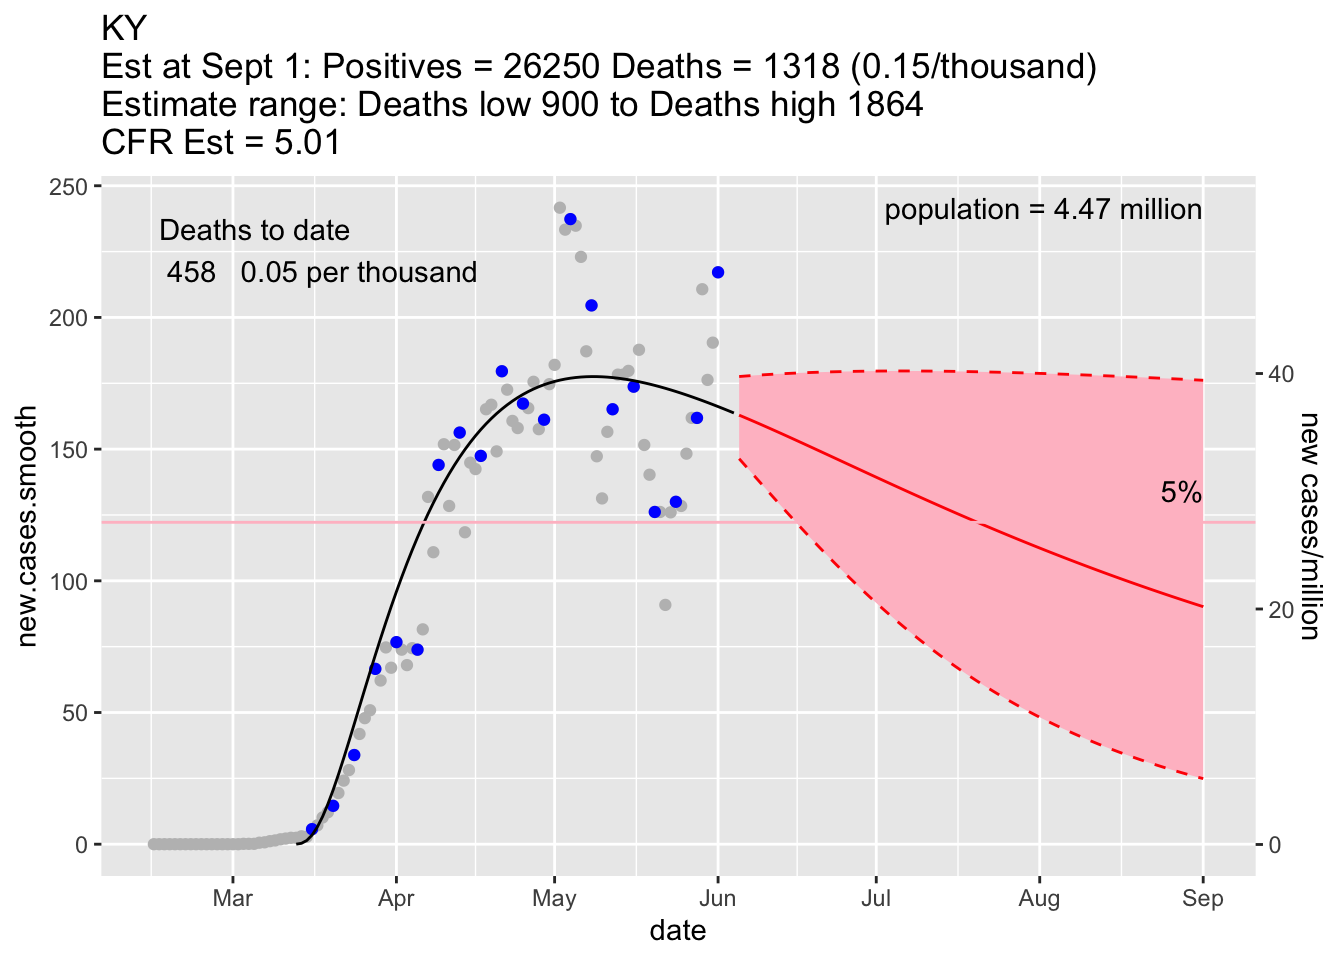 KY
Est at Sept 1: Positives = 26250 Deaths = 1318 (0.15/thousand)
Estimate range: Deaths low 900 to Deaths high 1864
CFR Est = 5.01
250
200
150
100
50
0
new.cases.smooth
Deaths to date
458 0.05 per thousand
population = 4.47 million
5%
40
20
0
new cases/million
Mar Apr May Jun Jul Aug Sep
date